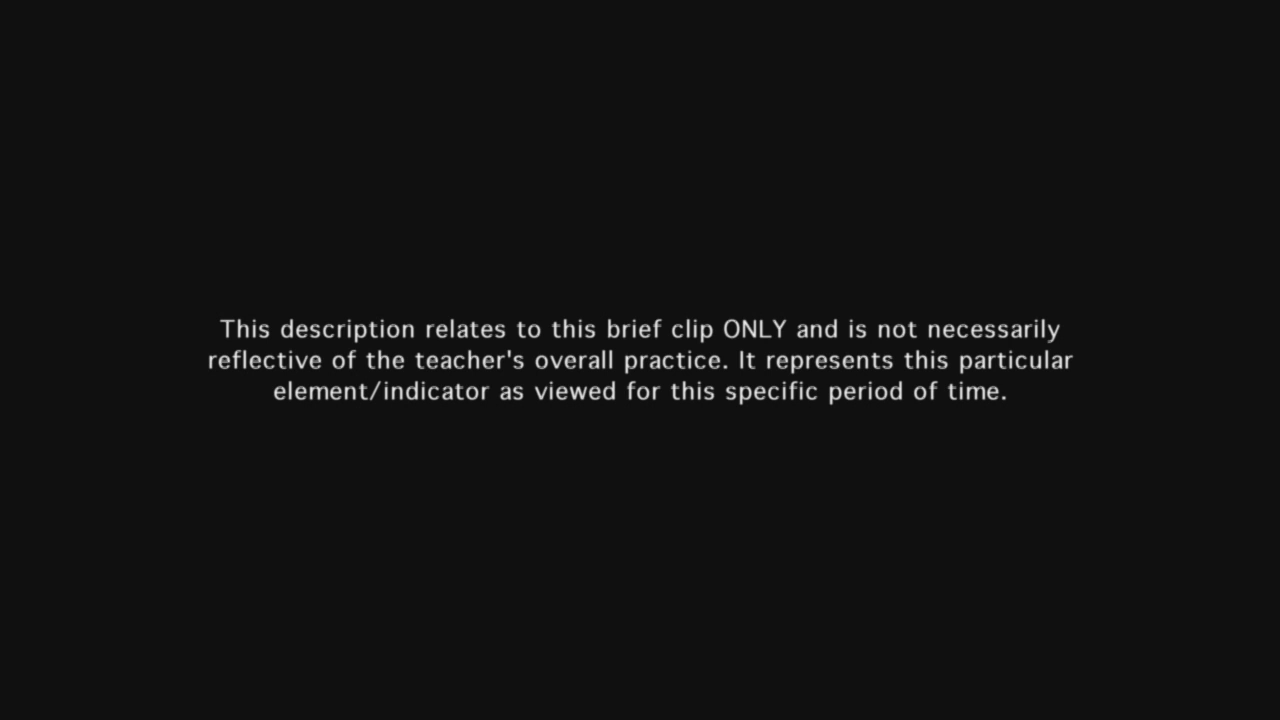 This description relates to this brief clip ONLY and is not necessarily
reflective of the teacher's overall practice. It represents this particular
element/indicator as viewed for this specific period of time.